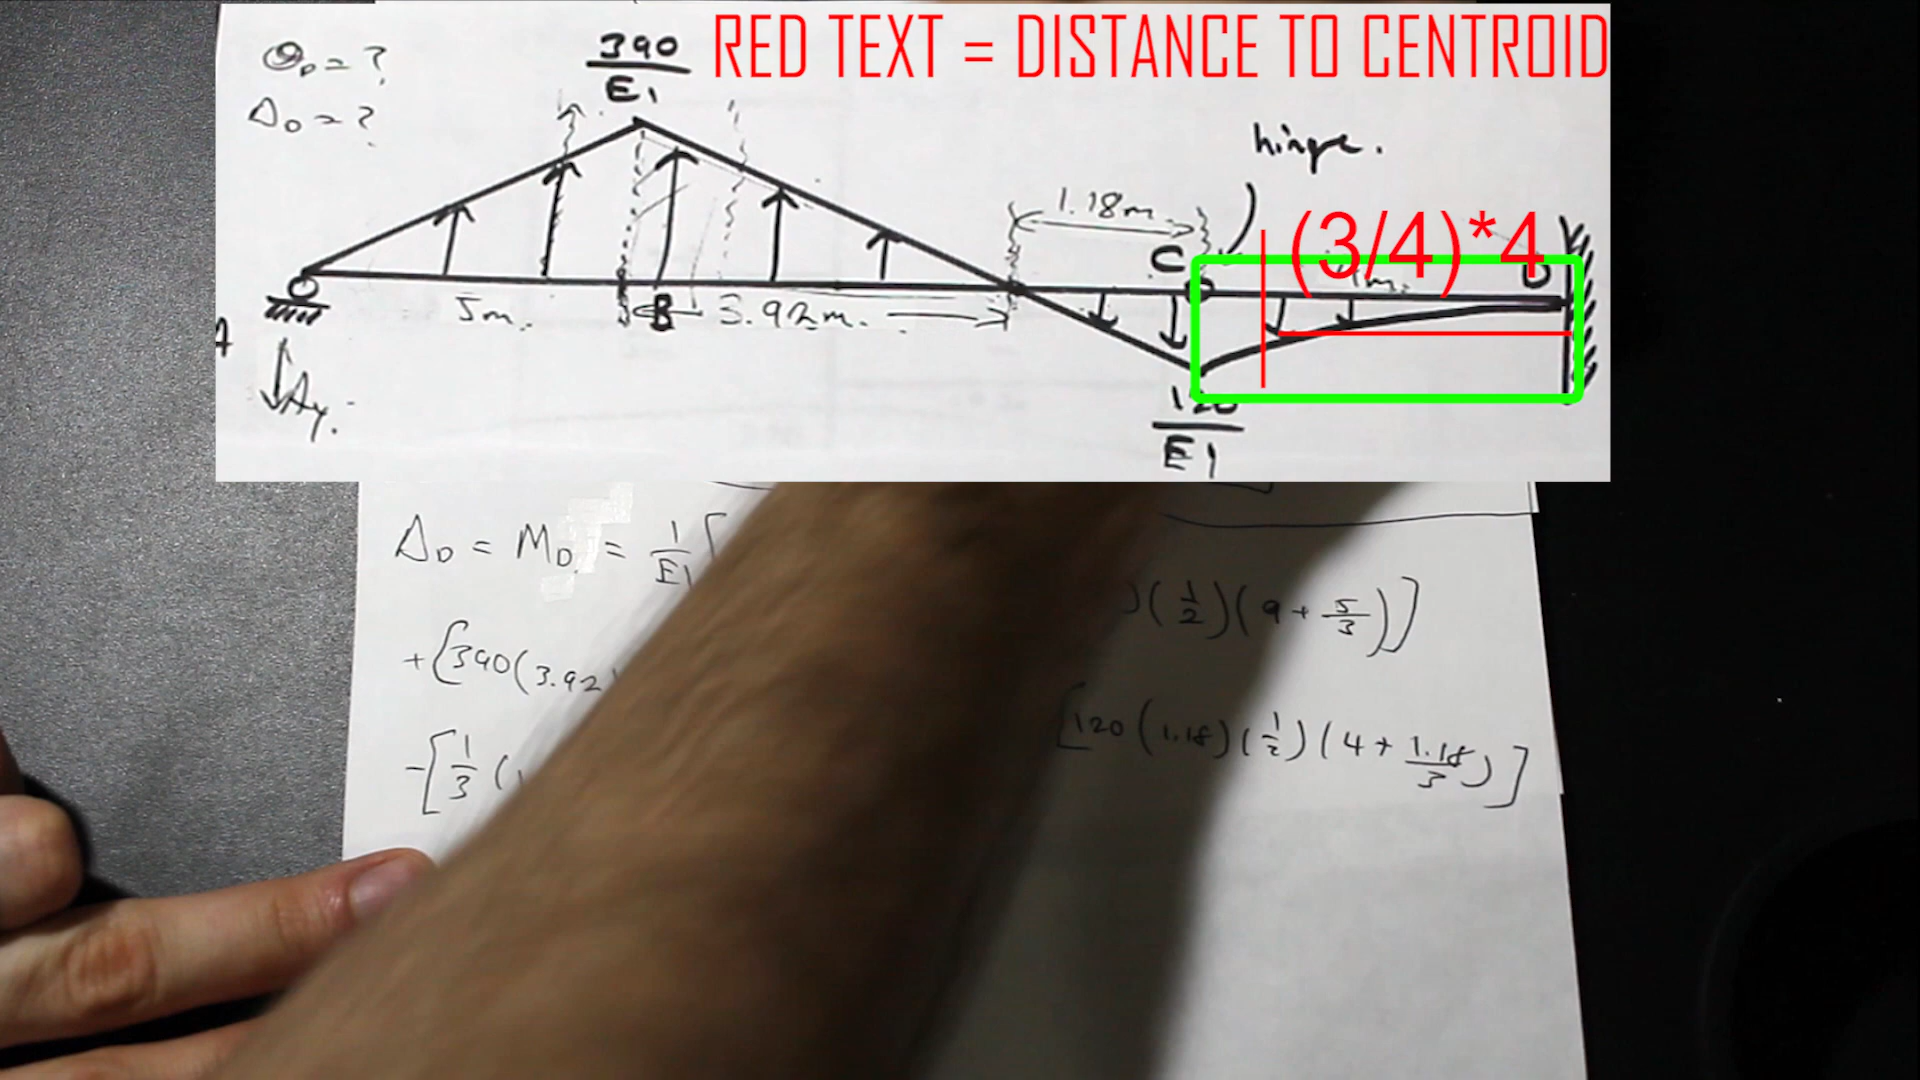 RED TEXT = DISTANCE TO CENTROID
θD = ?
ΔD = ?
390
EI
hinge.
1.18m
(3/4)*4
C
D
5m.
B
3.92m.
A
Ay.
120
EI
ΔD = MD = 1/EI [
)(1/2)(9 + 5/3)]
+[390(3.92
[120(1.18)(1/2)(4 + 1.18/3)]
-[1/3(